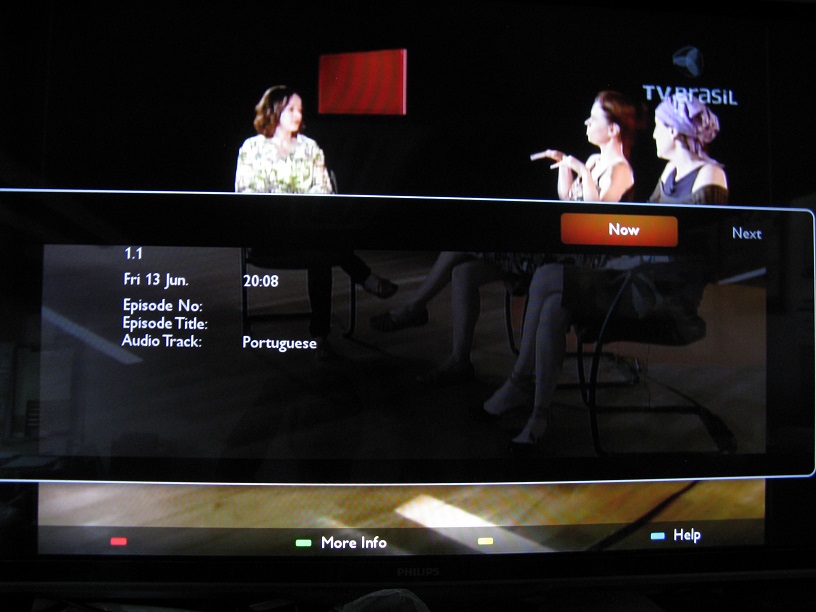 TV BRASIL
Now
Next
1.1
Fri 13 Jun. 20:08
Episode No:
Episode Title:
Audio Track: Portuguese
More Info
Help
PHILIPS